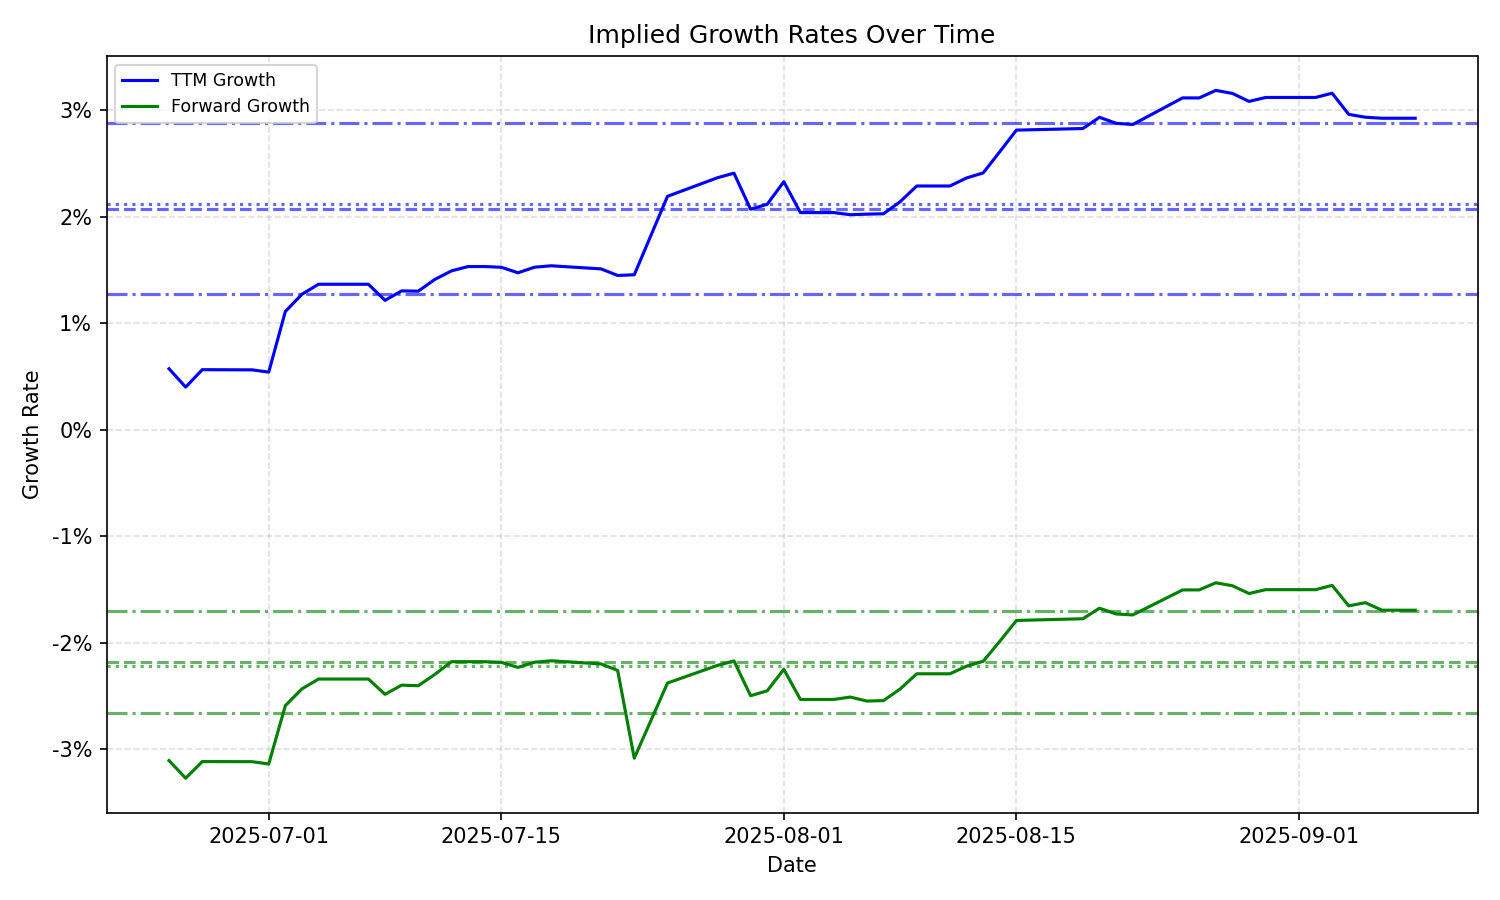 Implied Growth Rates Over Time
TTM Growth
Forward Growth
3%
2%
1%
0%
-1%
-2%
-3%
Growth Rate
2025-07-01
2025-07-15
2025-08-01
2025-08-15
2025-09-01
Date